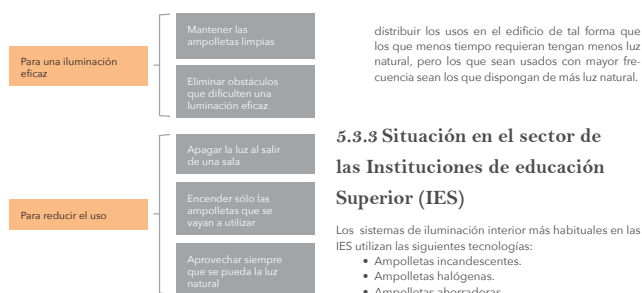 Para una iluminación
eficaz
Mantener las
ampolletas limpias
Eliminar obstáculos
que dificulten una
luminación eficaz
Para reducir el uso
Apagar la luz al salir
de una sala
Encender sólo las
ampolletas que se
vayan a utilizar
Aprovechar siempre
que se pueda la luz
natural
distribuir los usos en el edificio de tal forma que
los que menos tiempo requieran tengan menos luz
natural, pero los que sean usados con mayor fre-
cuencia sean los que dispongan de más luz natural.
5.3.3 Situación en el sector de
las Instituciones de educación
Superior (IES)
Los sistemas de iluminación interior más habituales en las
IES utilizan las siguientes tecnologías:
• Ampolletas incandescentes.
• Ampolletas halógenas.
• Ampolletas ahorradoras.